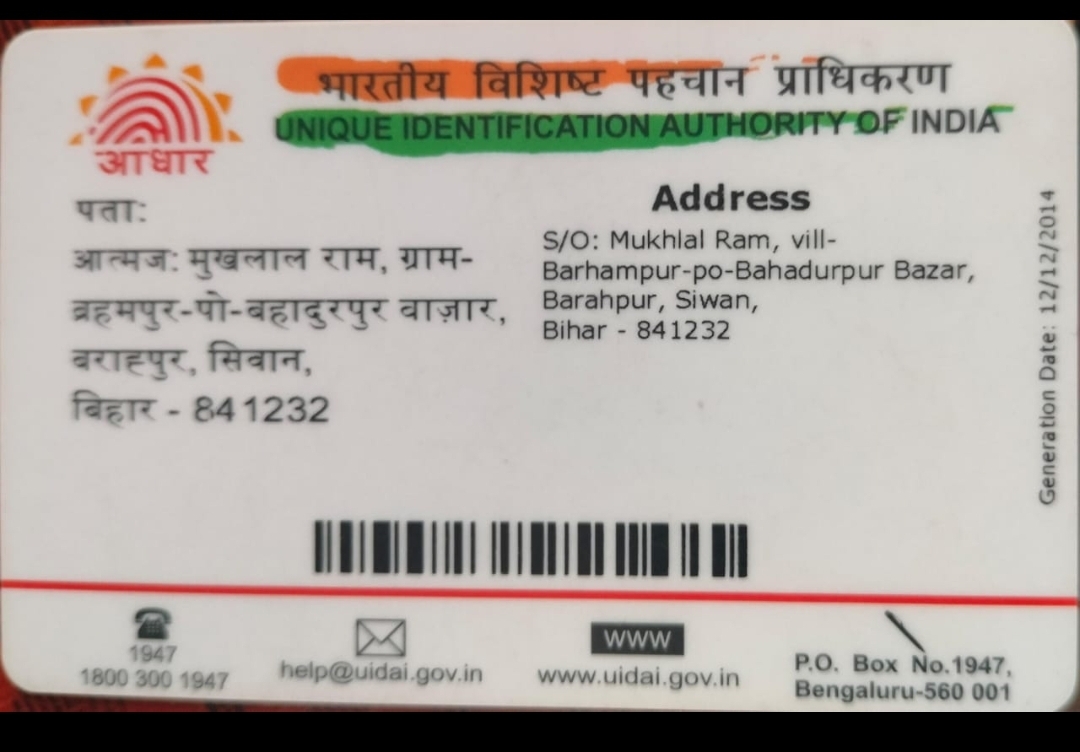 भारतीय विशिष्ट पहचान प्राधिकरण
UNIQUE IDENTIFICATION AUTHORITY OF INDIA
आधार
पता:
आत्मज: मुखलाल राम, ग्राम-
ब्रहमपुर-पो-बहादुरपुर बाज़ार,
बराह्पुर, सिवान,
बिहार - 841232
Address
S/O: Mukhlal Ram, vill-
Barhampur-po-Bahadurpur Bazar,
Barahpur, Siwan,
Bihar - 841232
Generation Date: 12/12/2014
1947
1800 300 1947
help@uidai.gov.in
www
www.uidai.gov.in
P.O. Box No.1947,
Bengaluru-560 001